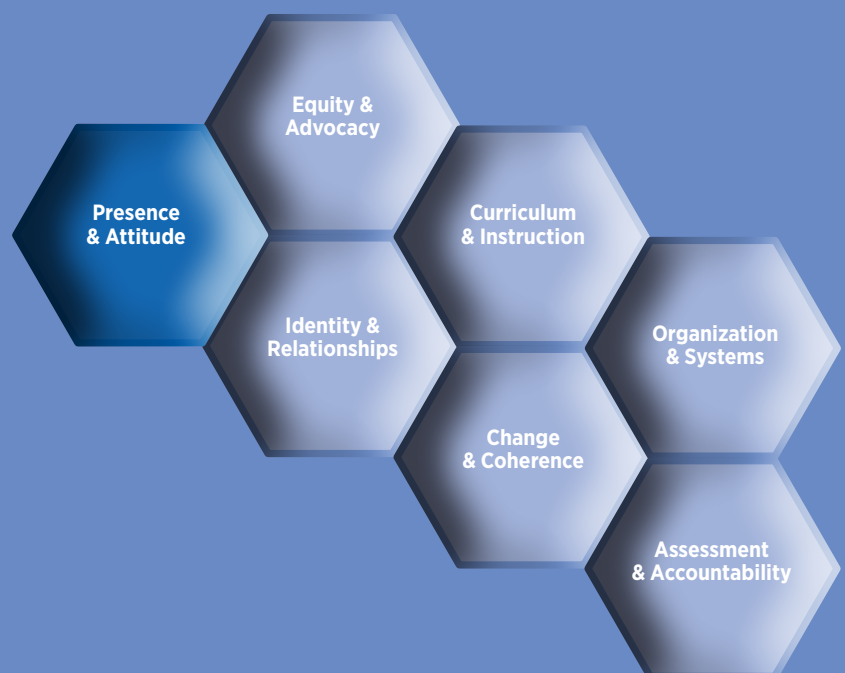 Equity &
Advocacy
Presence
& Attitude
Curriculum
& Instruction
Identity &
Relationships
Organization
& Systems
Change
& Coherence
Assessment
& Accountability